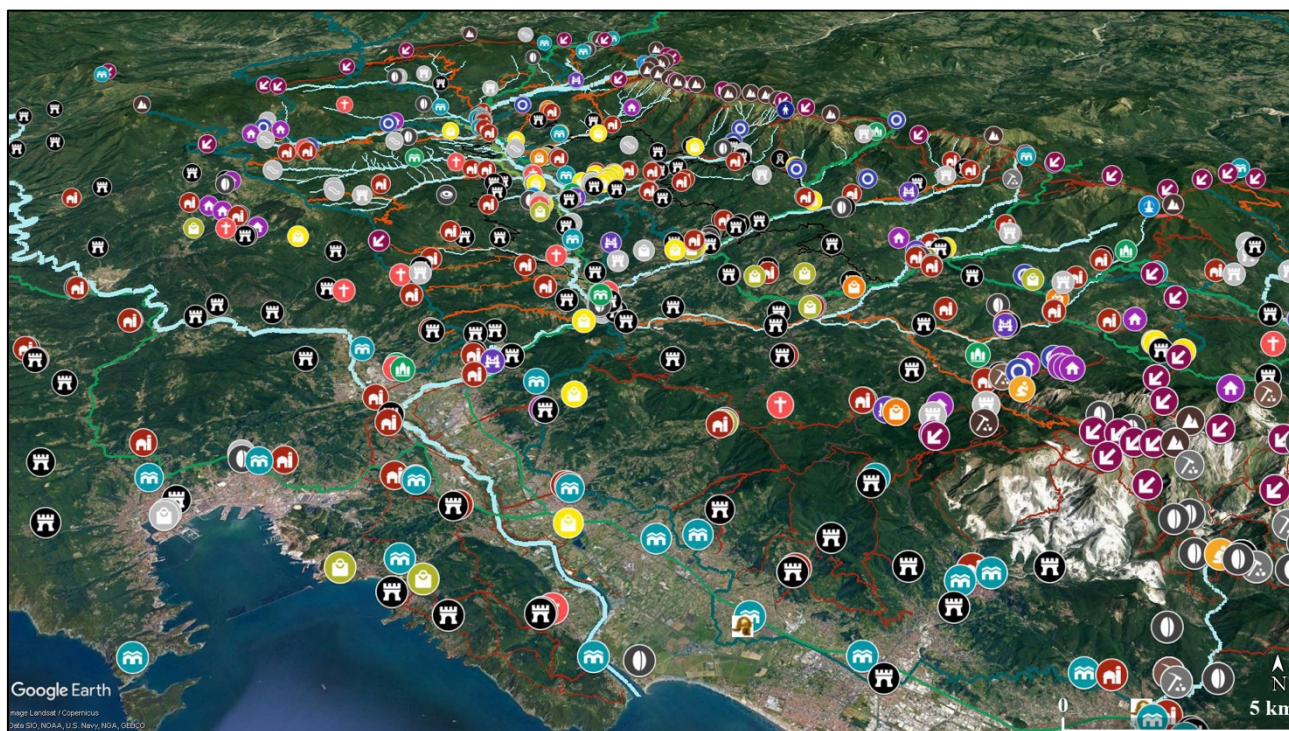 Google Earth
Image Landsat / Copernicus
Data SIO, NOAA, U.S. Navy, NGA, GEBCO
N
0
5 km